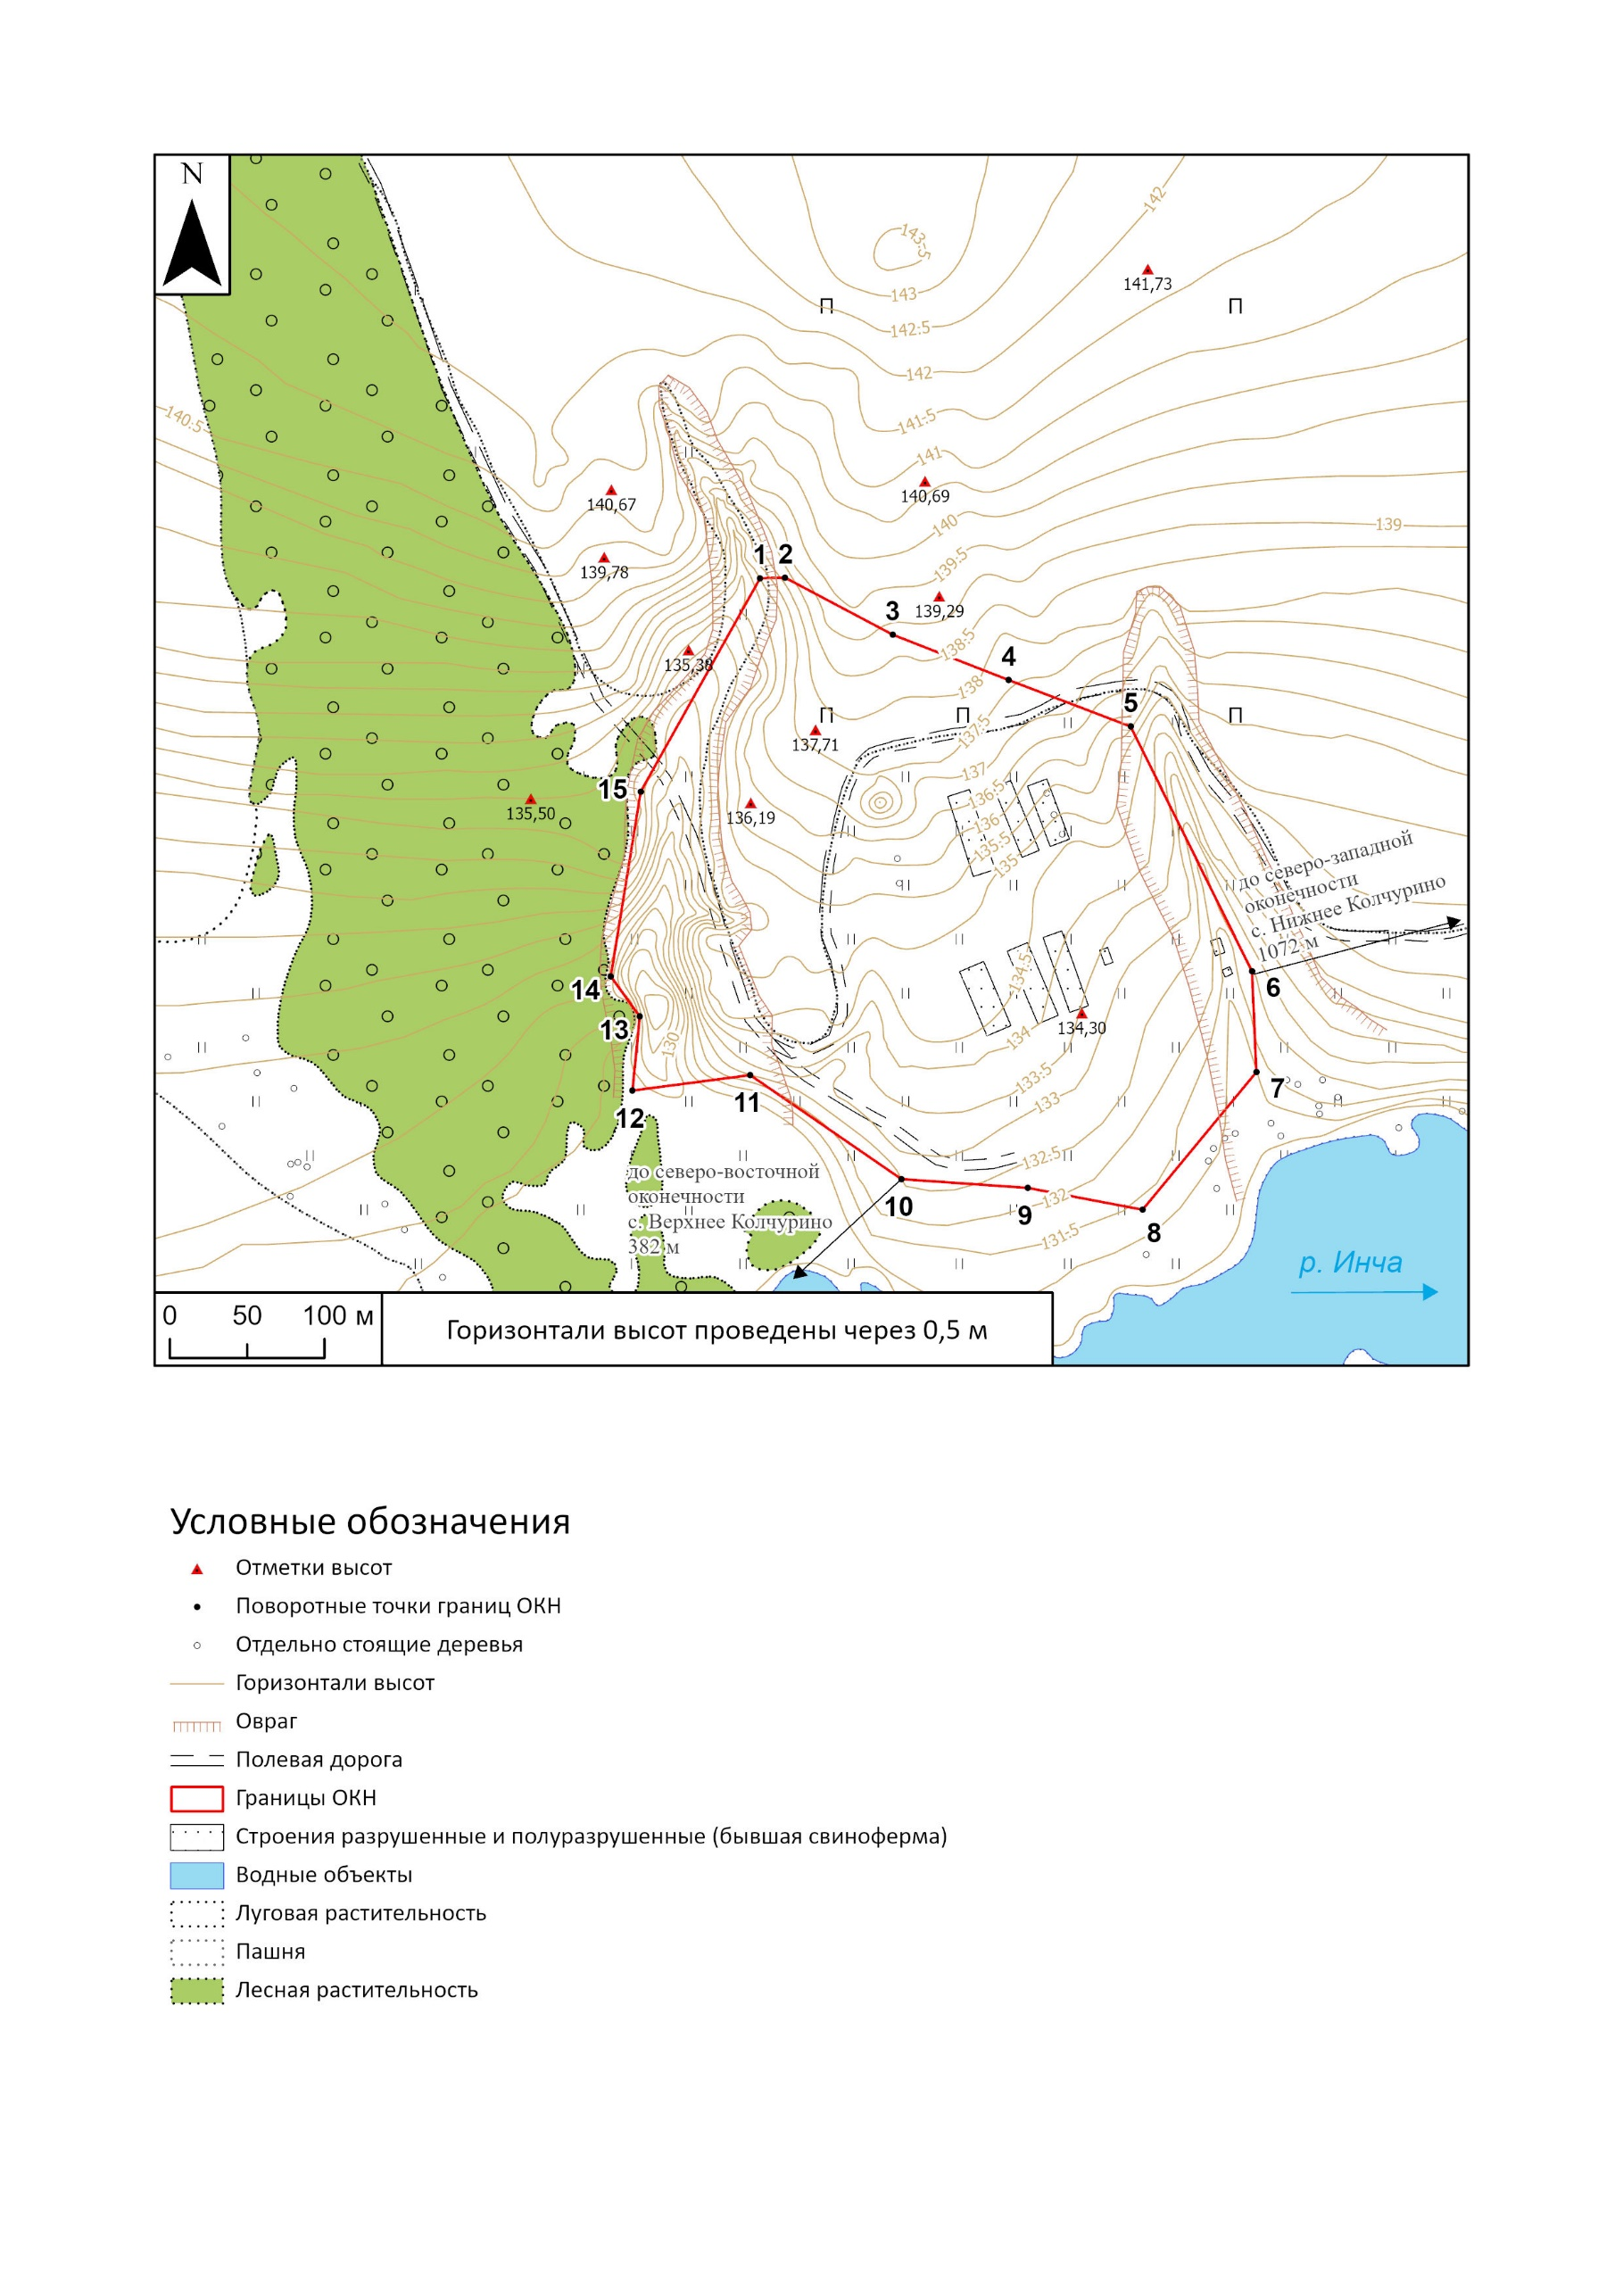 N
143.5
142
141,73
143
П
П
142.5
142
140.5
141.5
141
140,67
140,69
140
139
139.5
1 2
139,78
3
139,29
138.5
135,38
4
138
5
П
П
П
137.5
137,71
137
15
136.5
135,50
136,19
136
135.5
135
до северо-западной
оконечности
с. Нижнее Колчурино
1072 м
134.5
14
6
134,30
13
134
130
133.5
7
11
133
12
132.5
до северо-восточной
оконечности
с. Верхнее Колчурино
382 м
10
9
132
8
131.5
р. Инча
0 50 100 м
Горизонтали высот проведены через 0,5 м
Условные обозначения
Отметки высот
Поворотные точки границ ОКН
Отдельно стоящие деревья
Горизонтали высот
Овраг
Полевая дорога
Границы ОКН
Строения разрушенные и полуразрушенные (бывшая свиноферма)
Водные объекты
Луговая растительность
Пашня
Лесная растительность